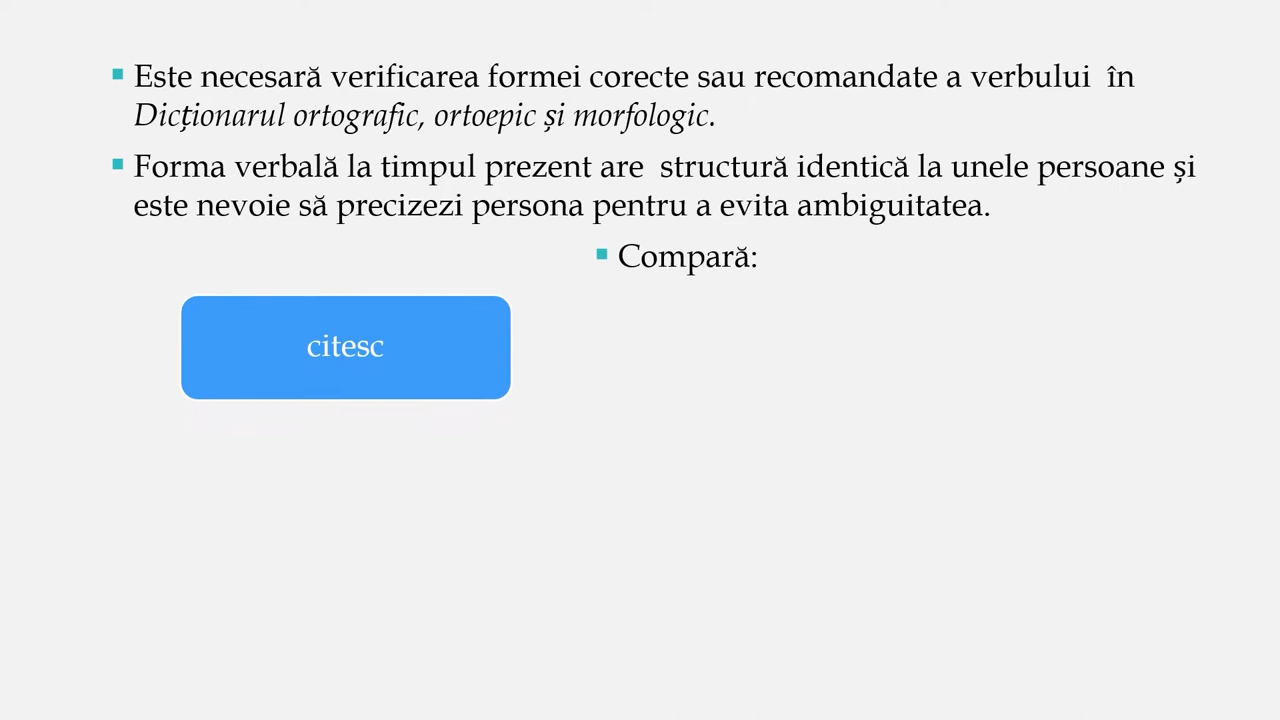 Este necesară verificarea formei corecte sau recomandate a verbului în
Dicționarul ortografic, ortoepic și morfologic.
Forma verbală la timpul prezent are structură identică la unele persoane și
este nevoie să precizezi persona pentru a evita ambiguitatea.
Compară:
citesc